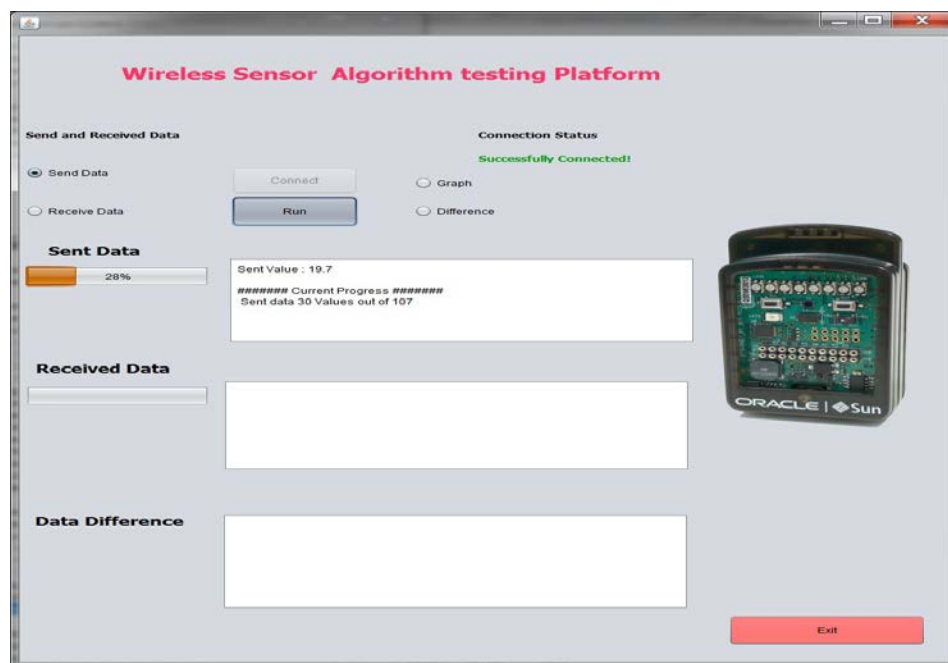 Wireless Sensor Algorithm testing Platform
Send and Received Data
Connection Status
Successfully Connected!
Send Data
Connect
Graph
Receive Data
Run
Difference
Sent Data
28%
Sent Value : 19.7
####### Current Progress #######
Sent data 30 Values out of 107
Received Data
ORACLE | Sun
Data Difference
Exit